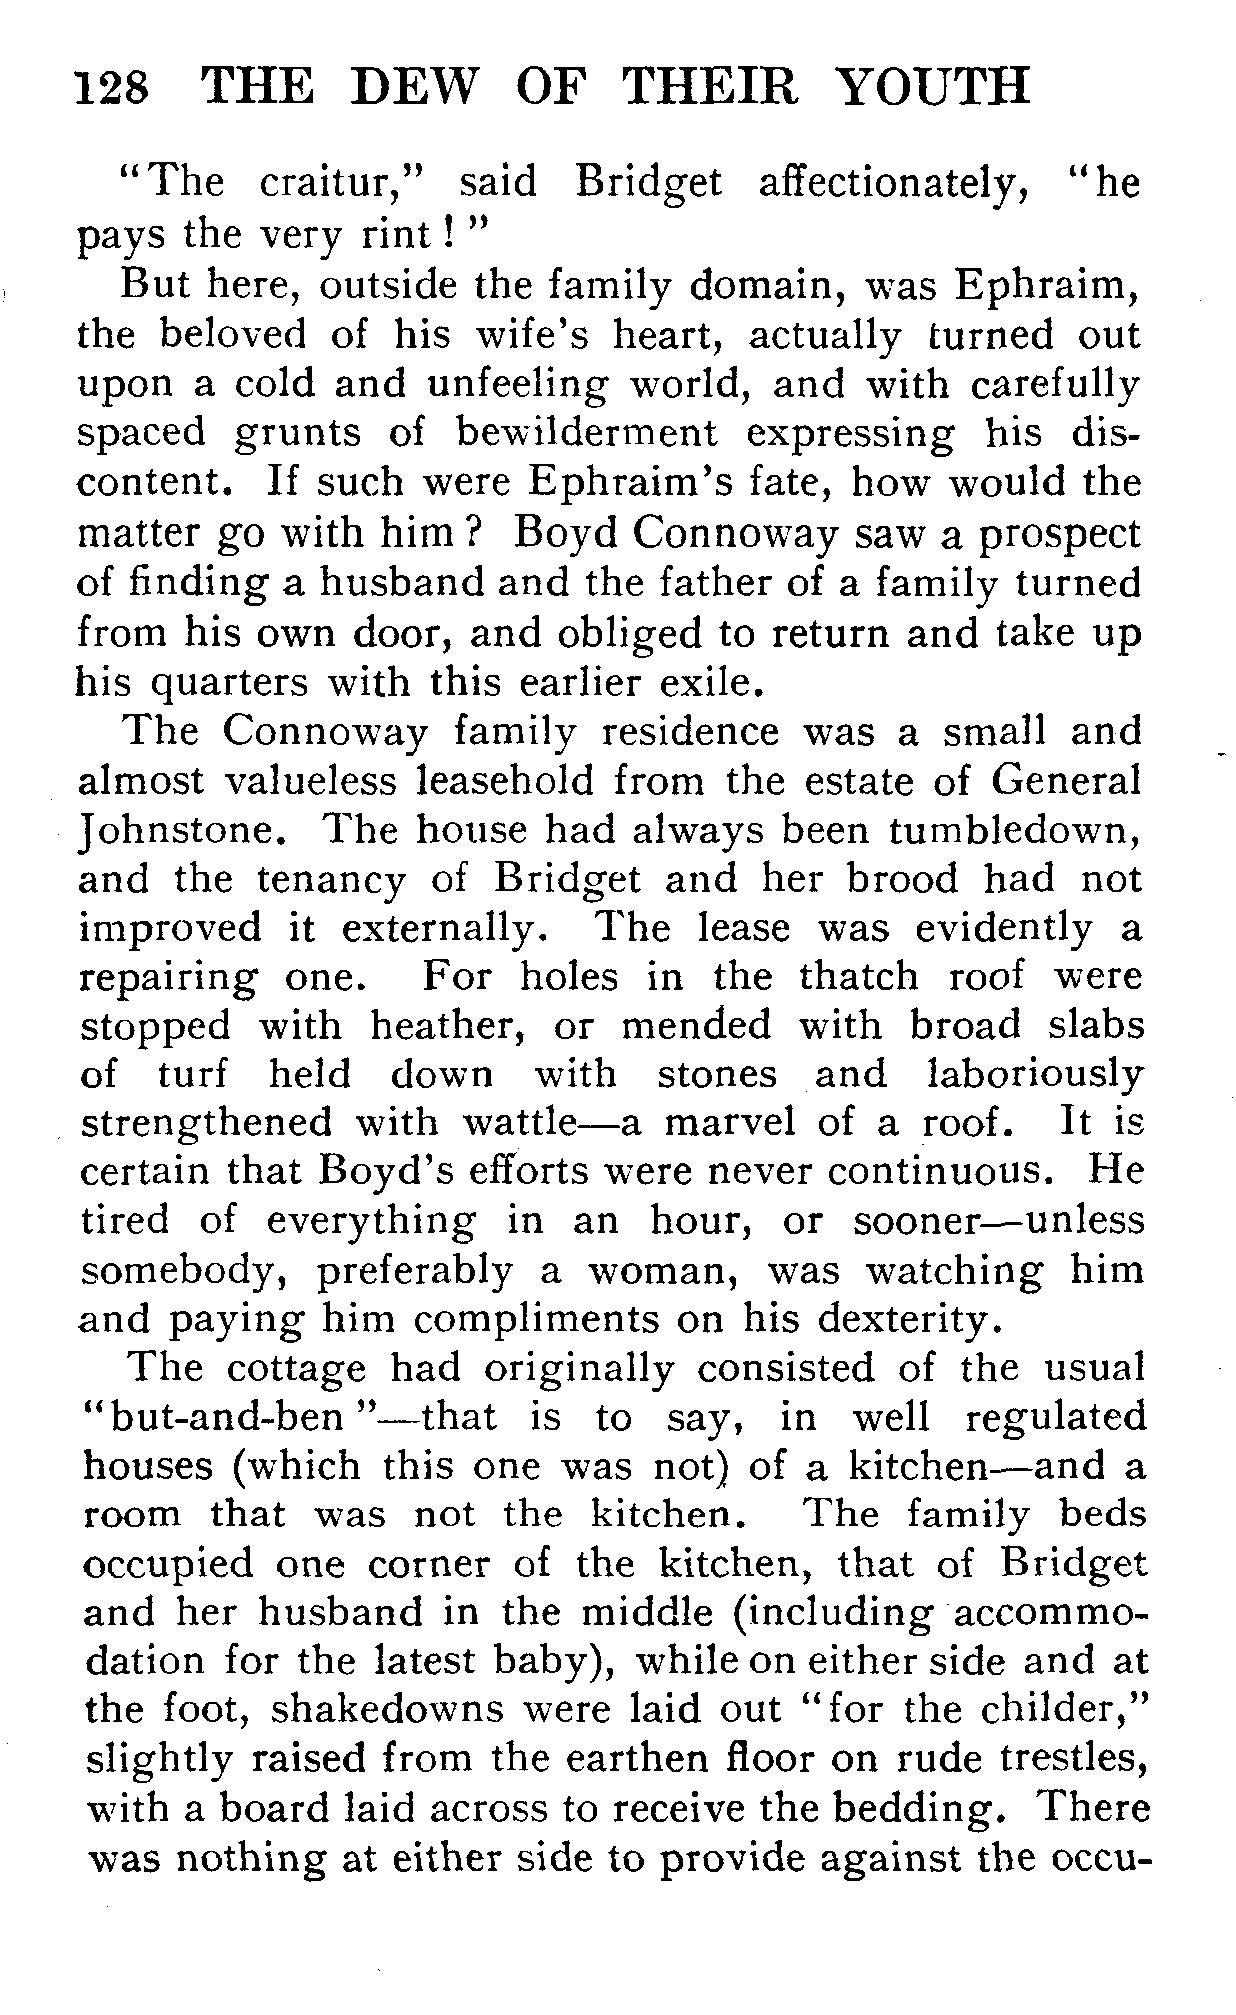 128 THE DEW OF THEIR YOUTH
"The craitur," said Bridget affectionately, "he
pays the very rint!"
But here, outside the family domain, was Ephraim,
the beloved of his wife's heart, actually turned out
upon a cold and unfeeling world, and with carefully
spaced grunts of bewilderment expressing his dis-
content. If such were Ephraim's fate, how would the
matter go with him? Boyd Connoway saw a prospect
of finding a husband and the father of a family turned
from his own door, and obliged to return and take up
his quarters with this earlier exile.
The Connoway family residence was a small and
almost valueless leasehold from the estate of General
Johnstone. The house had always been tumbledown,
and the tenancy of Bridget and her brood had not
improved it externally. The lease was evidently a
repairing one. For holes in the thatch roof were
stopped with heather, or mended with broad slabs
of turf held down with stones and laboriously
strengthened with wattle—a marvel of a roof. It is
certain that Boyd's efforts were never continuous. He
tired of everything in an hour, or sooner—unless
somebody, preferably a woman, was watching him
and paying him compliments on his dexterity.
The cottage had originally consisted of the usual
"but-and-ben"—that is to say, in well regulated
houses (which this one was not) of a kitchen—and a
room that was not the kitchen. The family beds
occupied one corner of the kitchen, that of Bridget
and her husband in the middle (including accommo-
dation for the latest baby), while on either side and at
the foot, shakedowns were laid out "for the childer,"
slightly raised from the earthen floor on rude trestles,
with a board laid across to receive the bedding. There
was nothing at either side to provide against the occu-